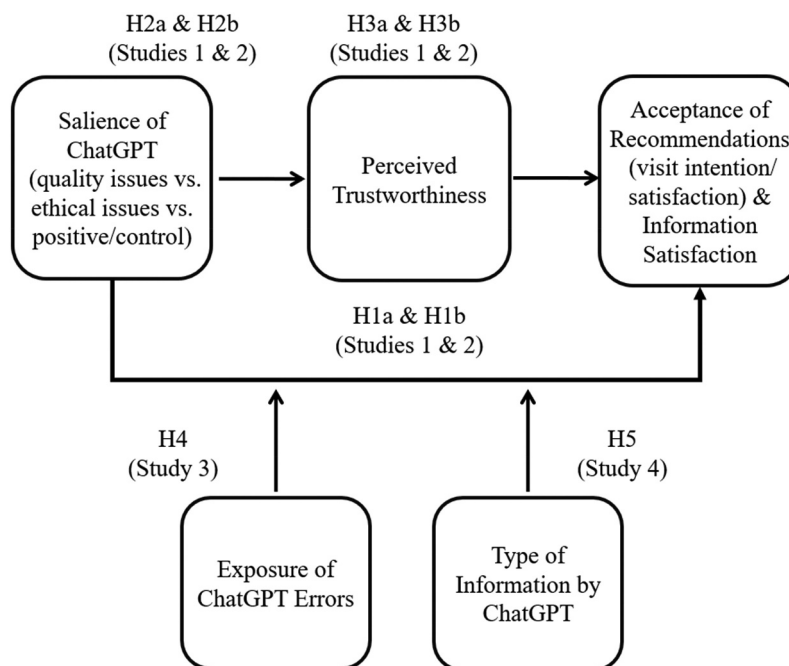 H2a & H2b
(Studies 1 & 2)
H3a & H3b
(Studies 1 & 2)
Salience of
ChatGPT
(quality issues vs.
ethical issues vs.
positive/control)
Perceived
Trustworthiness
Acceptance of
Recommendations
(visit intention/
satisfaction) &
Information
Satisfaction
H1a & H1b
(Studies 1 & 2)
H4
(Study 3)
H5
(Study 4)
Exposure of
ChatGPT Errors
Type of
Information by
ChatGPT